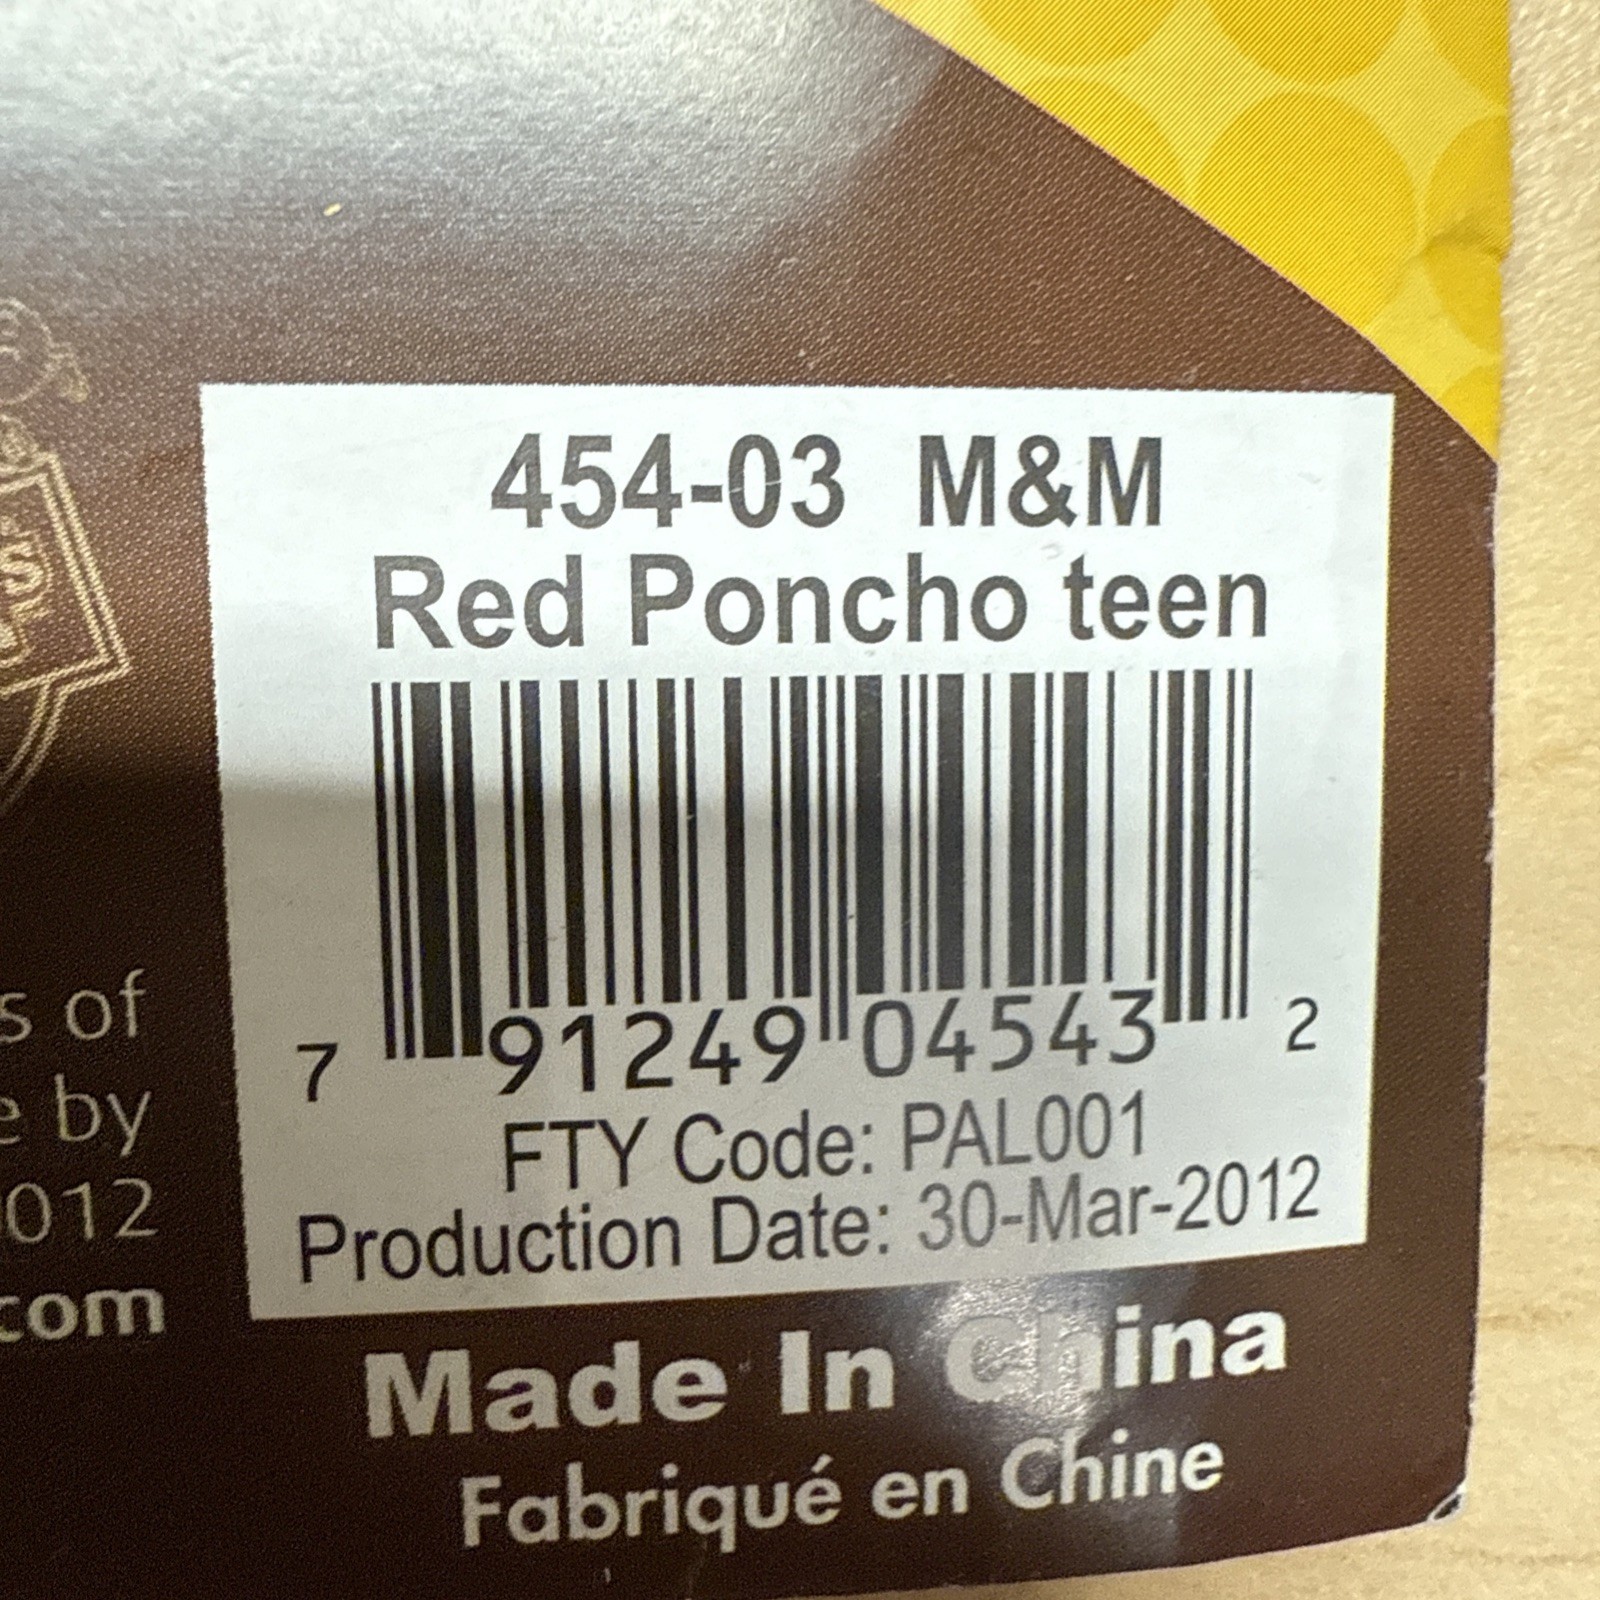 454-03 M&M
Red Poncho teen
7 91249 04543 2
FTY Code: PAL001
Production Date: 30-Mar-2012
Made In China
Fabriqué en Chine
s of
e by
012
com